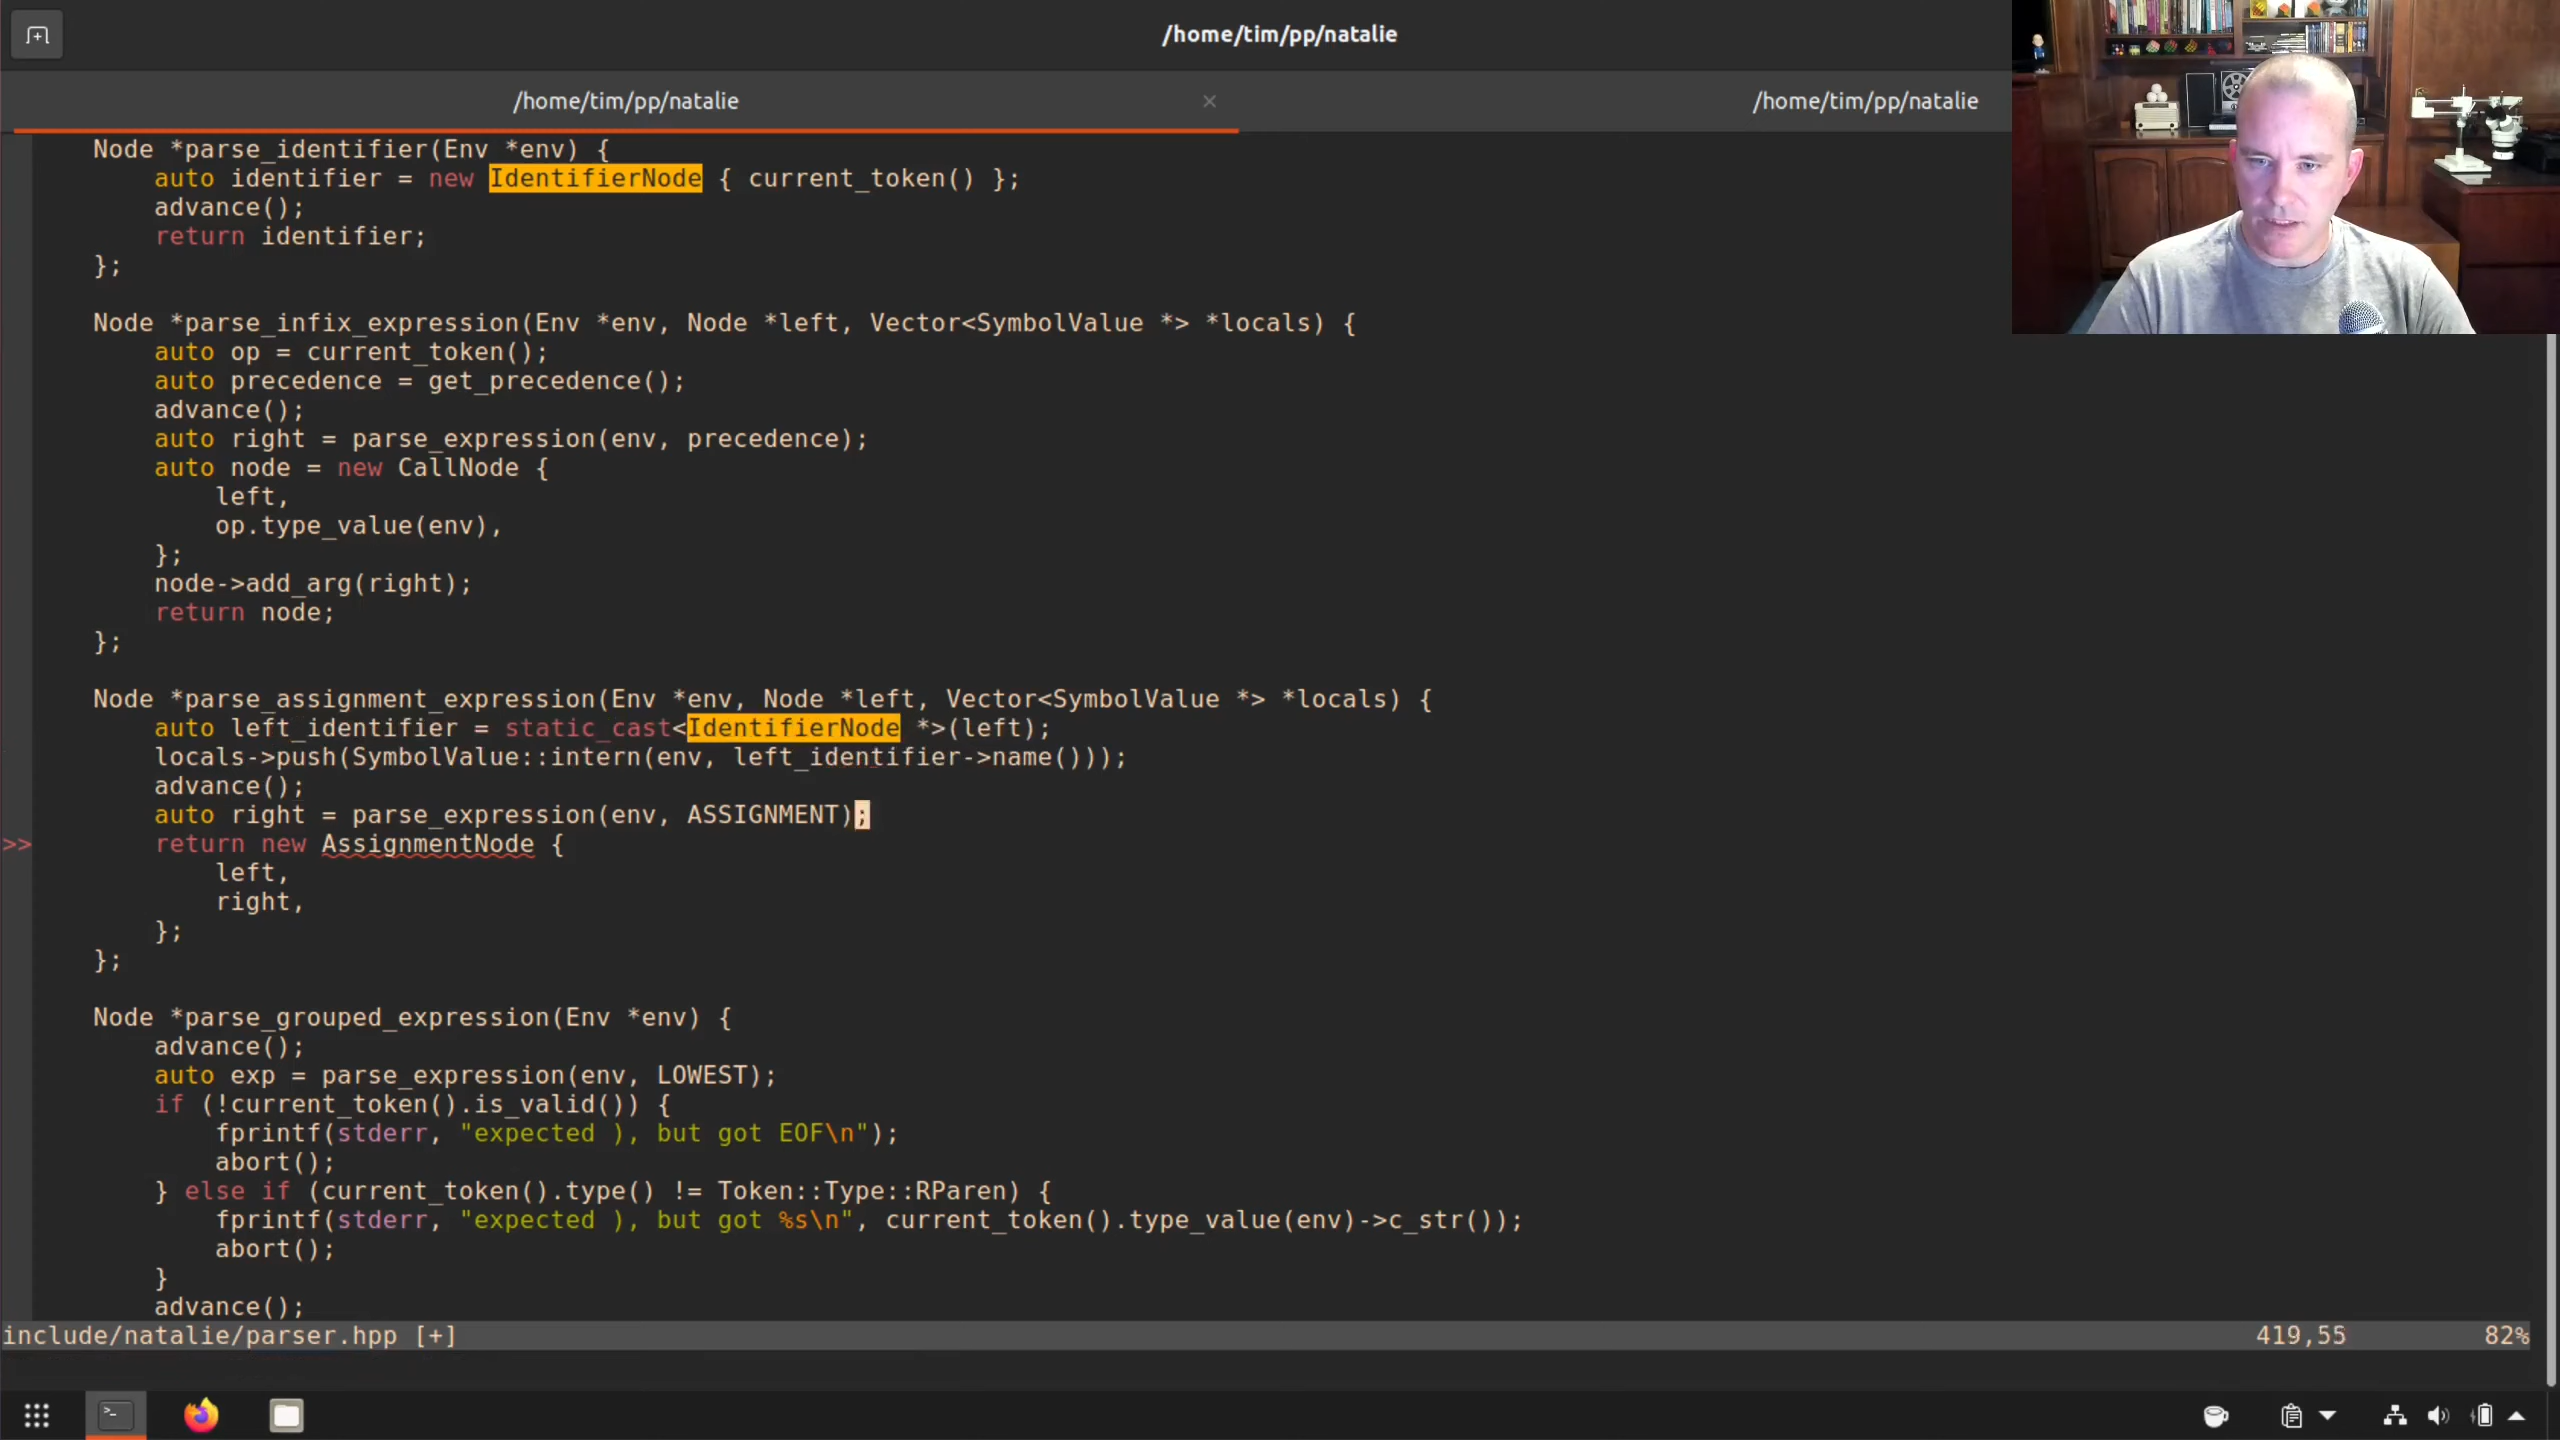 /home/tim/pp/natalie
/home/tim/pp/natalie ×
/home/tim/pp/natalie
Node *parse_identifier(Env *env) {
auto identifier = new IdentifierNode { current_token() };
advance();
return identifier;
};
Node *parse_infix_expression(Env *env, Node *left, Vector<SymbolValue *> *locals) {
auto op = current_token();
auto precedence = get_precedence();
advance();
auto right = parse_expression(env, precedence);
auto node = new CallNode {
left,
op.type_value(env),
};
node->add_arg(right);
return node;
};
Node *parse_assignment_expression(Env *env, Node *left, Vector<SymbolValue *> *locals) {
auto left_identifier = static_cast<IdentifierNode *>(left);
locals->push(SymbolValue::intern(env, left_identifier->name()));
advance();
auto right = parse_expression(env, ASSIGNMENT);
>> return new AssignmentNode {
left,
right,
};
};
Node *parse_grouped_expression(Env *env) {
advance();
auto exp = parse_expression(env, LOWEST);
if (!current_token().is_valid()) {
fprintf(stderr, "expected ), but got EOF\n");
abort();
} else if (current_token().type() != Token::Type::RParen) {
fprintf(stderr, "expected ), but got %s\n", current_token().type_value(env)->c_str());
abort();
}
advance();
include/natalie/parser.hpp [+] 419,55 82%